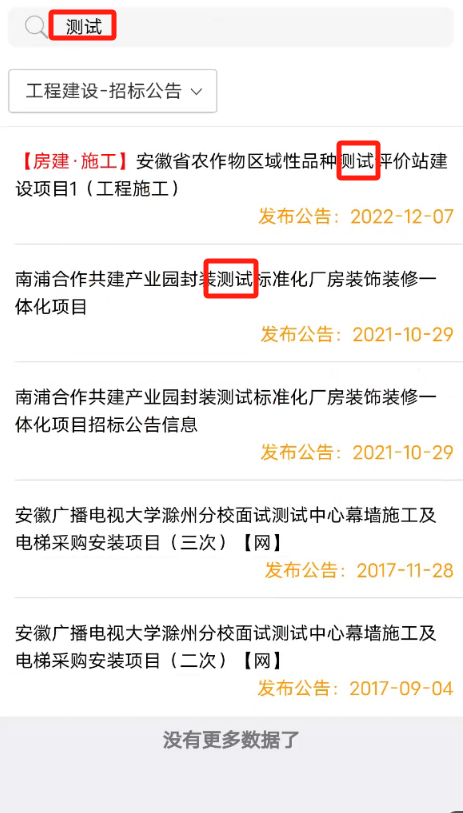 测试
工程建设-招标公告
【房建·施工】安徽省农作物区域性品种测试评价站建
设项目1（工程施工）
发布公告：2022-12-07
南浦合作共建产业园封装测试标准化厂房装饰装修一
体化项目
发布公告：2021-10-29
南浦合作共建产业园封装测试标准化厂房装饰装修一
体化项目招标公告信息
发布公告：2021-10-29
安徽广播电视大学滁州分校面试测试中心幕墙施工及
电梯采购安装项目（三次）【网】
发布公告：2017-11-28
安徽广播电视大学滁州分校面试测试中心幕墙施工及
电梯采购安装项目（二次）【网】
发布公告：2017-09-04
没有更多数据了